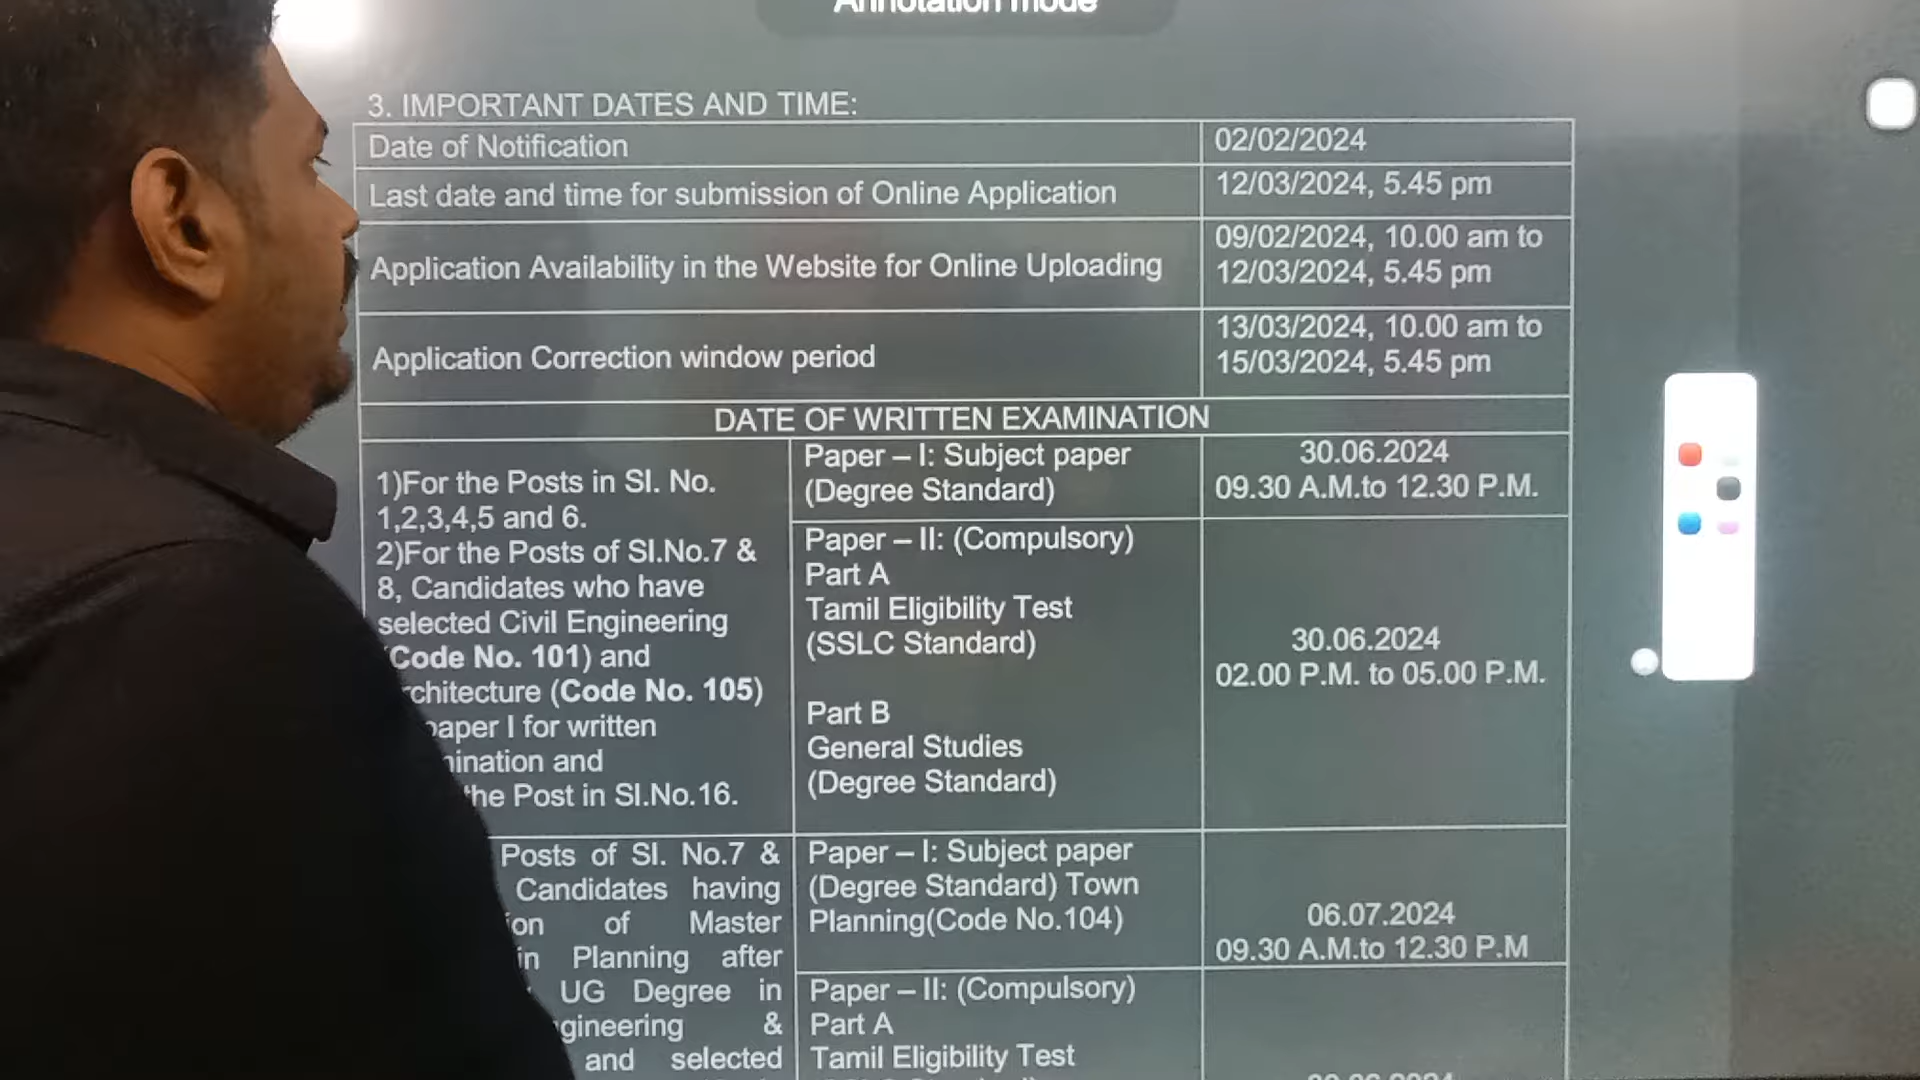 Annotation mode
3. IMPORTANT DATES AND TIME:
Date of Notification
02/02/2024
Last date and time for submission of Online Application
12/03/2024, 5.45 pm
Application Availability in the Website for Online Uploading
09/02/2024, 10.00 am to
12/03/2024, 5.45 pm
Application Correction window period
13/03/2024, 10.00 am to
15/03/2024, 5.45 pm
DATE OF WRITTEN EXAMINATION
1)For the Posts in Sl. No.
1,2,3,4,5 and 6.
2)For the Posts of Sl.No.7 &
8, Candidates who have
selected Civil Engineering
Code No. 101) and
(Code No. 105)
I for written
and
the Post in Sl.No.16.
Paper – I: Subject paper
(Degree Standard)
30.06.2024
09.30 A.M.to 12.30 P.M.
Paper – II: (Compulsory)
Part A
Tamil Eligibility Test
(SSLC Standard)
Part B
General Studies
(Degree Standard)
30.06.2024
02.00 P.M. to 05.00 P.M.
Posts of Sl. No.7 &
Candidates having
of Master
in Planning after
UG Degree in
&
and selected
Paper – I: Subject paper
(Degree Standard) Town
Planning(Code No.104)
06.07.2024
09.30 A.M.to 12.30 P.M
Paper – II: (Compulsory)
Part A
Tamil Eligibility Test